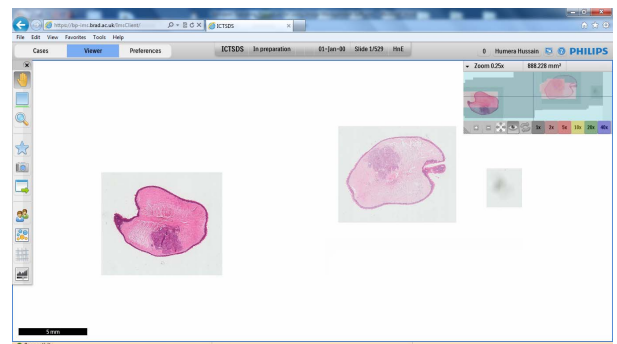 https://bp-ims.brad.ac.uk/ImsClient/
ICTSDS
File Edit View Favorites Tools Help
Cases Viewer Preferences ICTSDS In preparation 01-Jan-00 Slide 1/529 HnE 0 Humera Hussain PHILIPS
Zoom 0.25x 888.228 mm²
1x 2x 5x 10x 20x 40x
5 mm